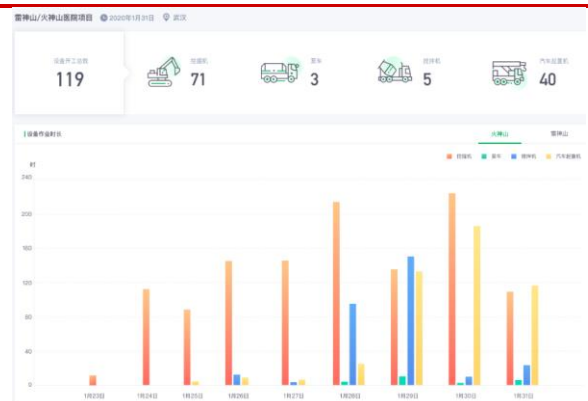 雷神山/火神山医院项目 2020年1月31日 武汉
设备开工总数 挖掘机 泵车 搅拌机 汽车起重机
119 71 3 5 40
设备作业时长 火神山 雷神山
挖掘机 泵车 搅拌机 汽车起重机
时
240
200
160
120
80
40
0
1月23日 1月24日 1月25日 1月26日 1月27日 1月28日 1月29日 1月30日 1月31日